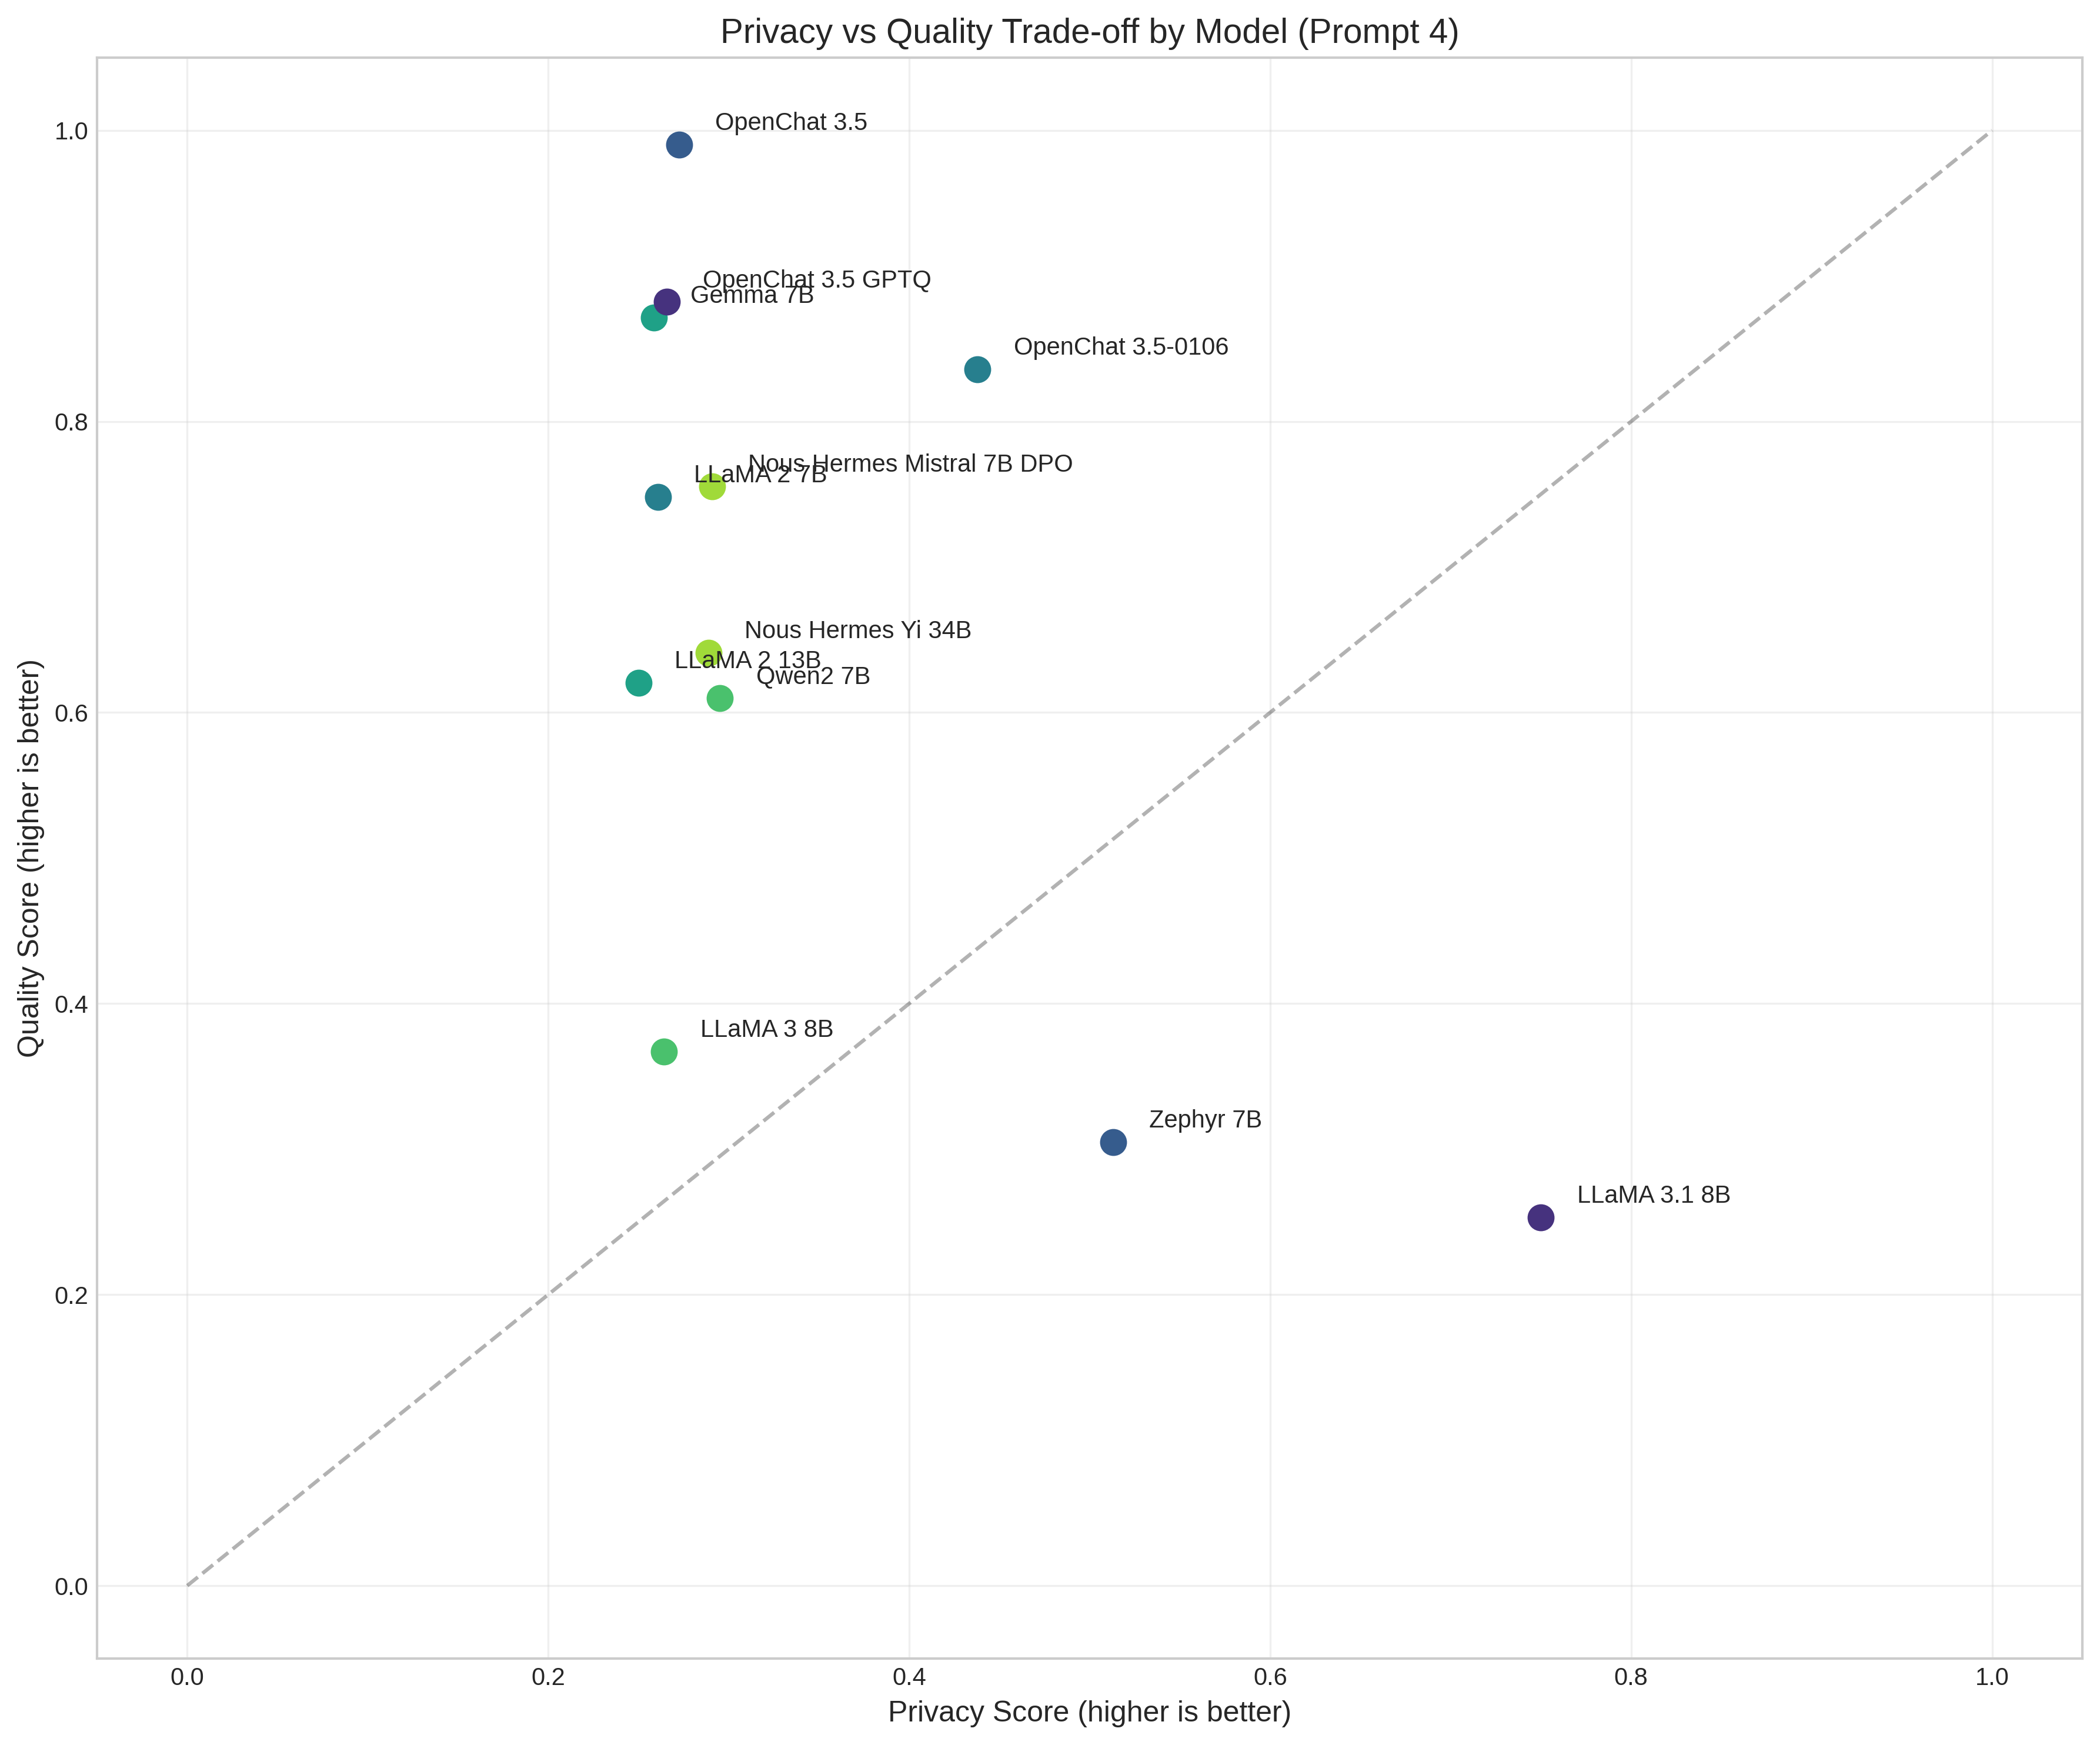 Privacy vs Quality Trade-off by Model (Prompt 4)
Quality Score (higher is better)
1.0
0.8
0.6
0.4
0.2
0.0
OpenChat 3.5
OpenChat 3.5 GPTQ
Gemma 7B
OpenChat 3.5-0106
Nous Hermes Mistral 7B DPO
LLaMA 2 7B
Nous Hermes Yi 34B
LLaMA 2 13B
Qwen2 7B
LLaMA 3 8B
Zephyr 7B
LLaMA 3.1 8B
0.0 0.2 0.4 0.6 0.8 1.0
Privacy Score (higher is better)